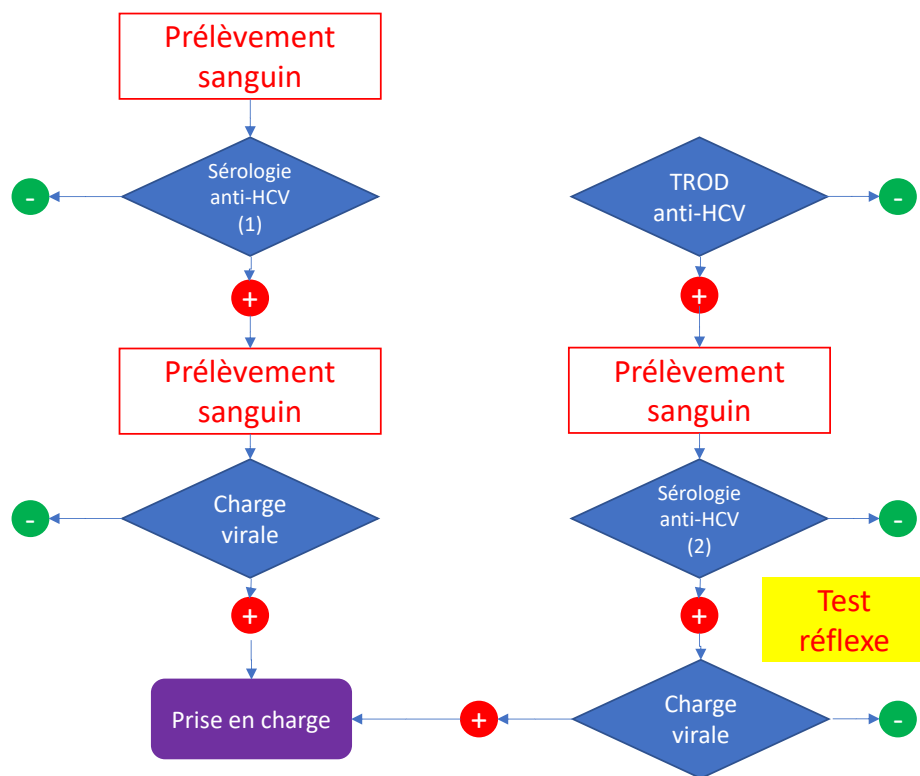 Prélèvement
sanguin
Sérologie
anti-HCV
(1)
-
+
Prélèvement
sanguin
Charge
virale
-
+
Prise en charge
TROD
anti-HCV
-
+
Prélèvement
sanguin
Sérologie
anti-HCV
(2)
-
+
Test
réflexe
Charge
virale
-
+